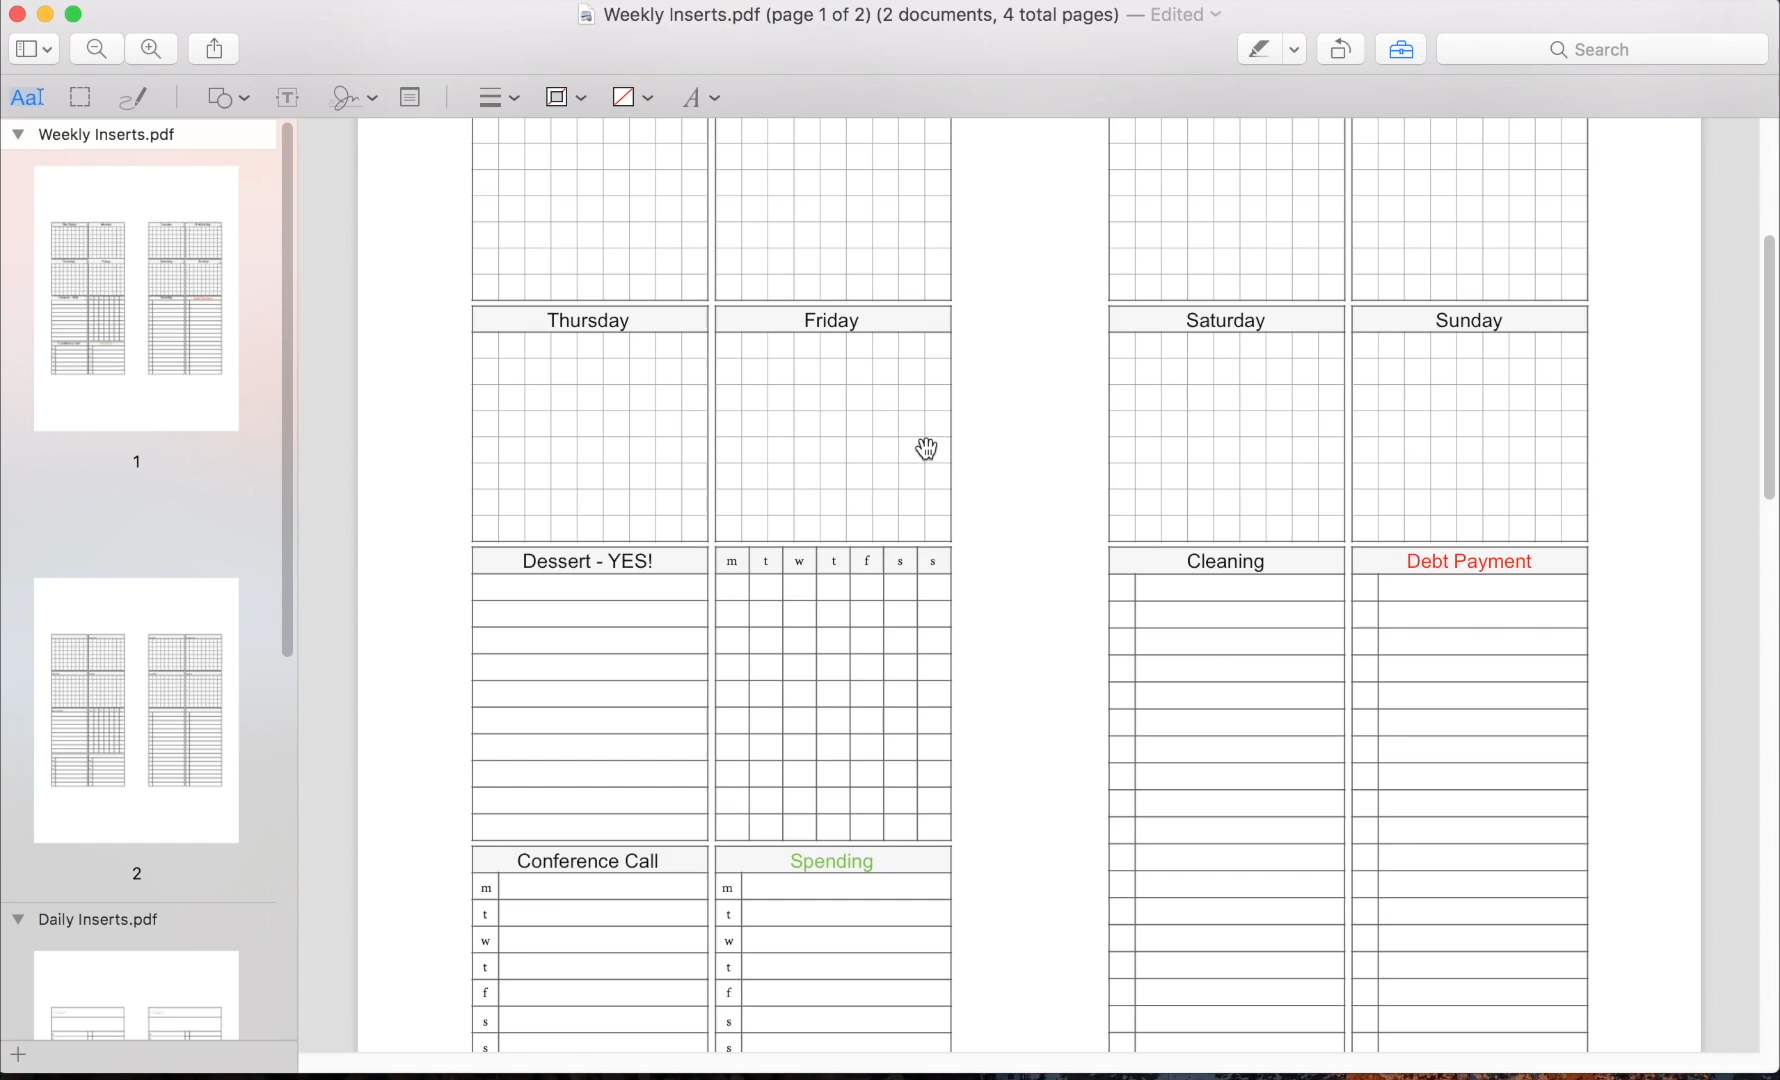 Weekly Inserts.pdf (page 1 of 2) (2 documents, 4 total pages) — Edited
Search
AaI
T
A
Weekly Inserts.pdf
1
2
Daily Inserts.pdf
Thursday Friday Saturday Sunday
Dessert - YES! m t w t f s s Cleaning Debt Payment
Conference Call Spending
m m
t t
w w
t t
f f
s s
s s